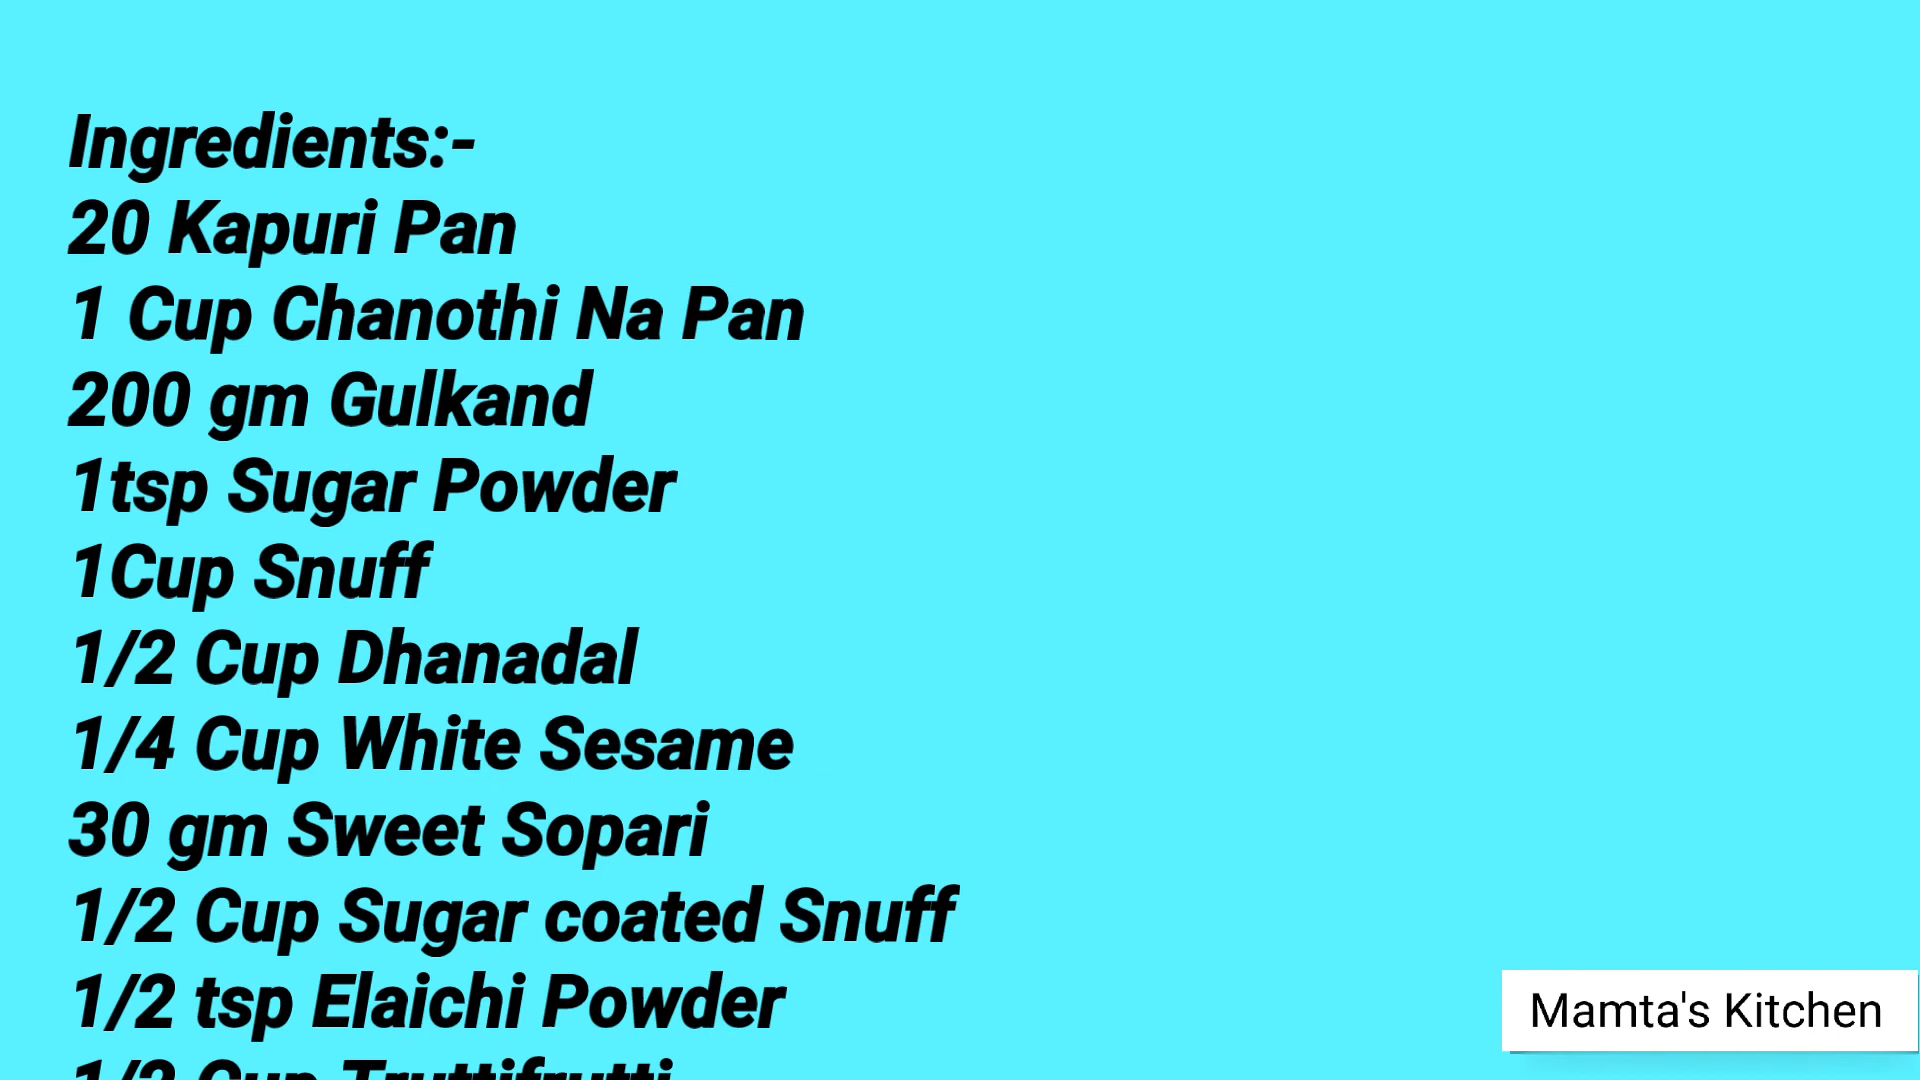 Ingredients:-
20 Kapuri Pan
1 Cup Chanothi Na Pan
200 gm Gulkand
1tsp Sugar Powder
1Cup Snuff
1/2 Cup Dhanadal
1/4 Cup White Sesame
30 gm Sweet Sopari
1/2 Cup Sugar coated Snuff
1/2 tsp Elaichi Powder
Cup Truttifrutti
Mamta's Kitchen